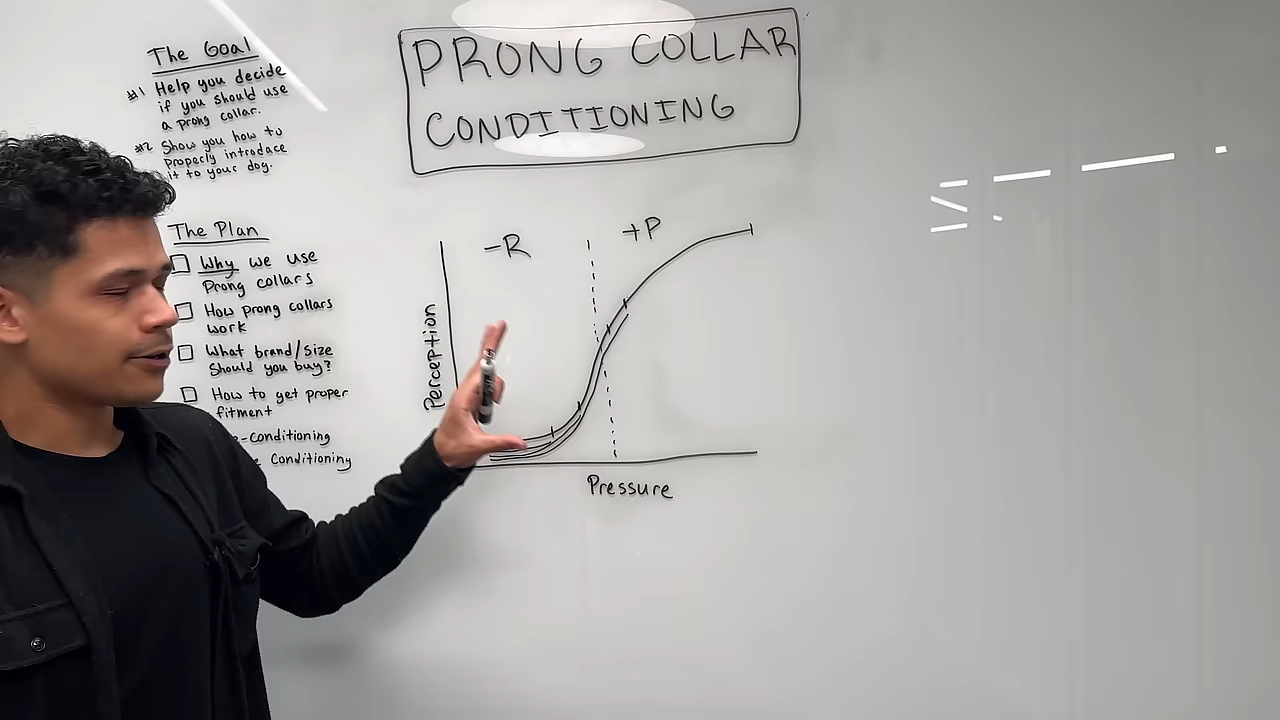 The Goal
#1 Help you decide
if you should use
a prong collar.
#2 Show you how to
properly introdace
it to your dog.
The Plan
Why we use
Prong collars
How prong collars
work
What brand/size
Should you buy?
How to get proper
fitment
-conditioning
Conditioning
PRONG COLLAR
CONDITIONING
-R
+P
Perception
Pressure